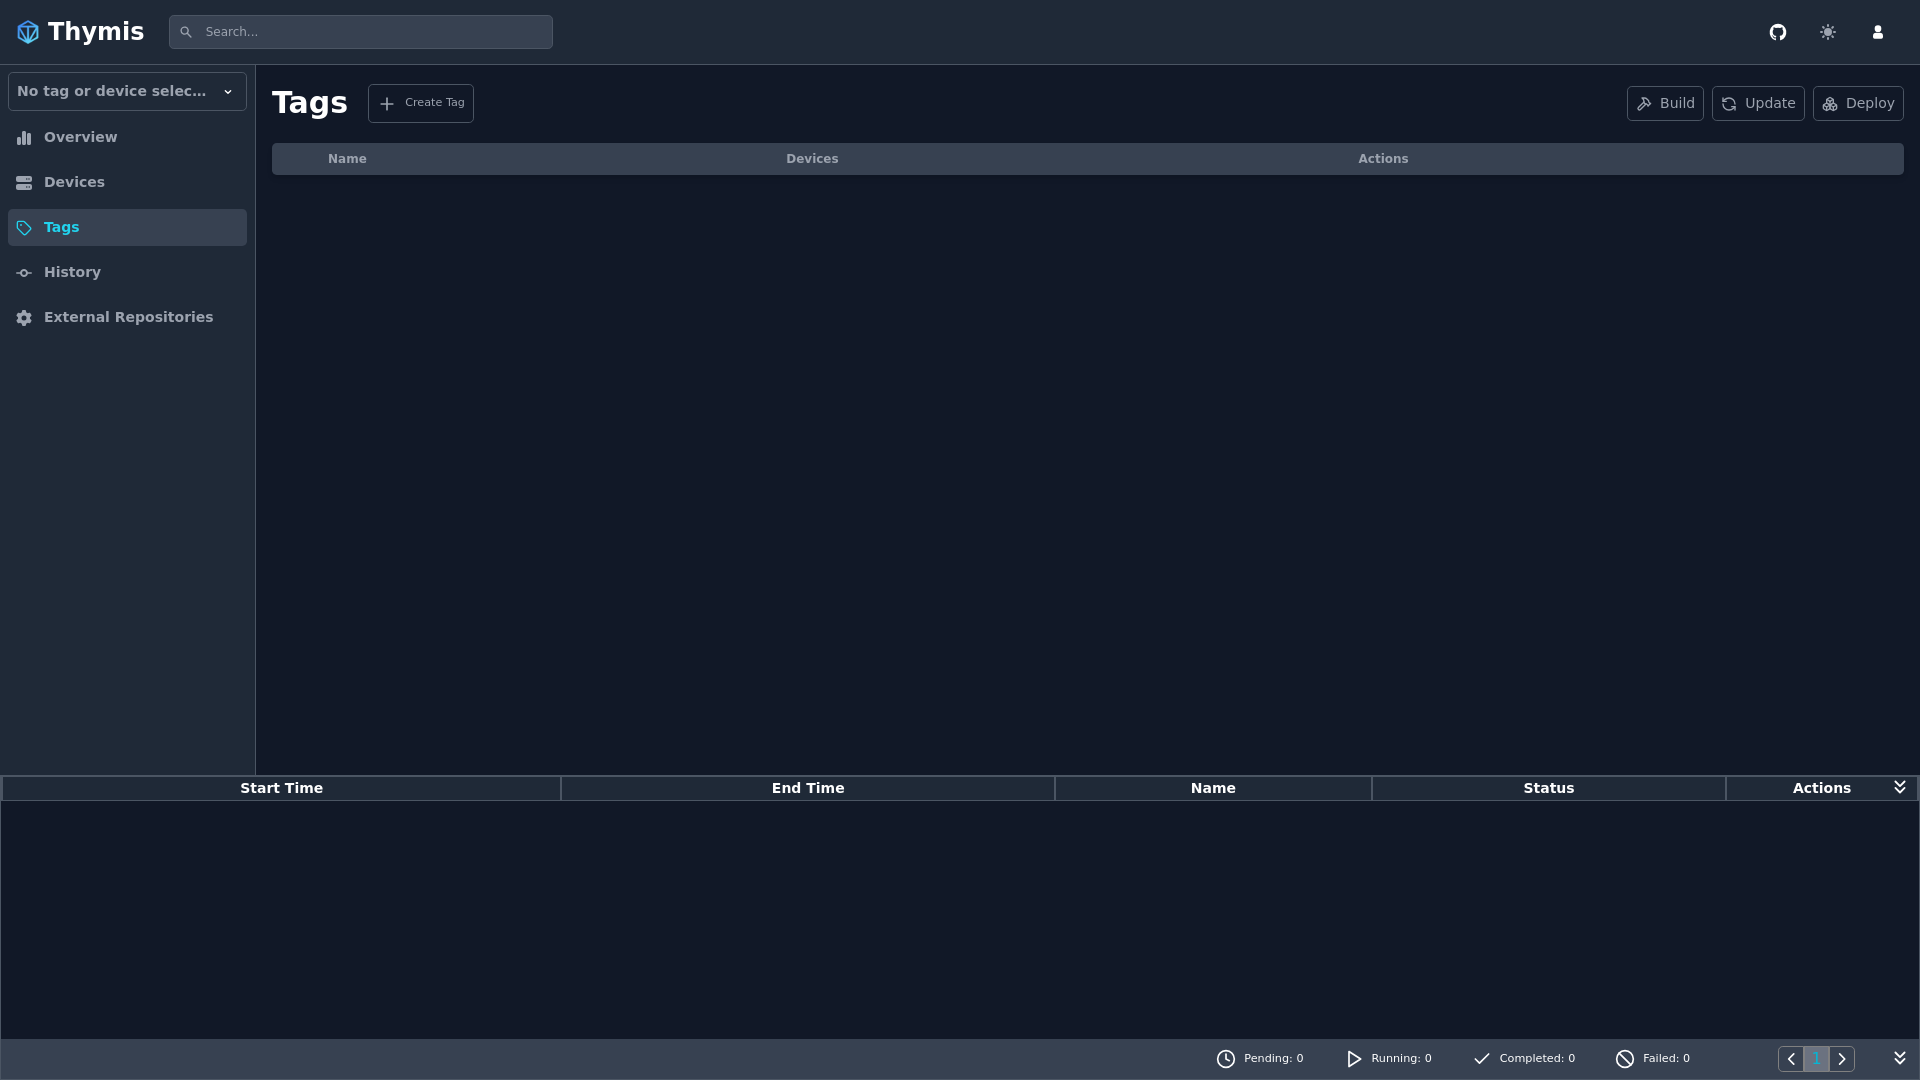 Thymis
Search...
No tag or device selec...
Overview
Devices
Tags
History
External Repositories
Tags
Create Tag
Build
Update
Deploy
Name Devices Actions
Start Time End Time Name Status Actions
Pending: 0 Running: 0 Completed: 0 Failed: 0 1